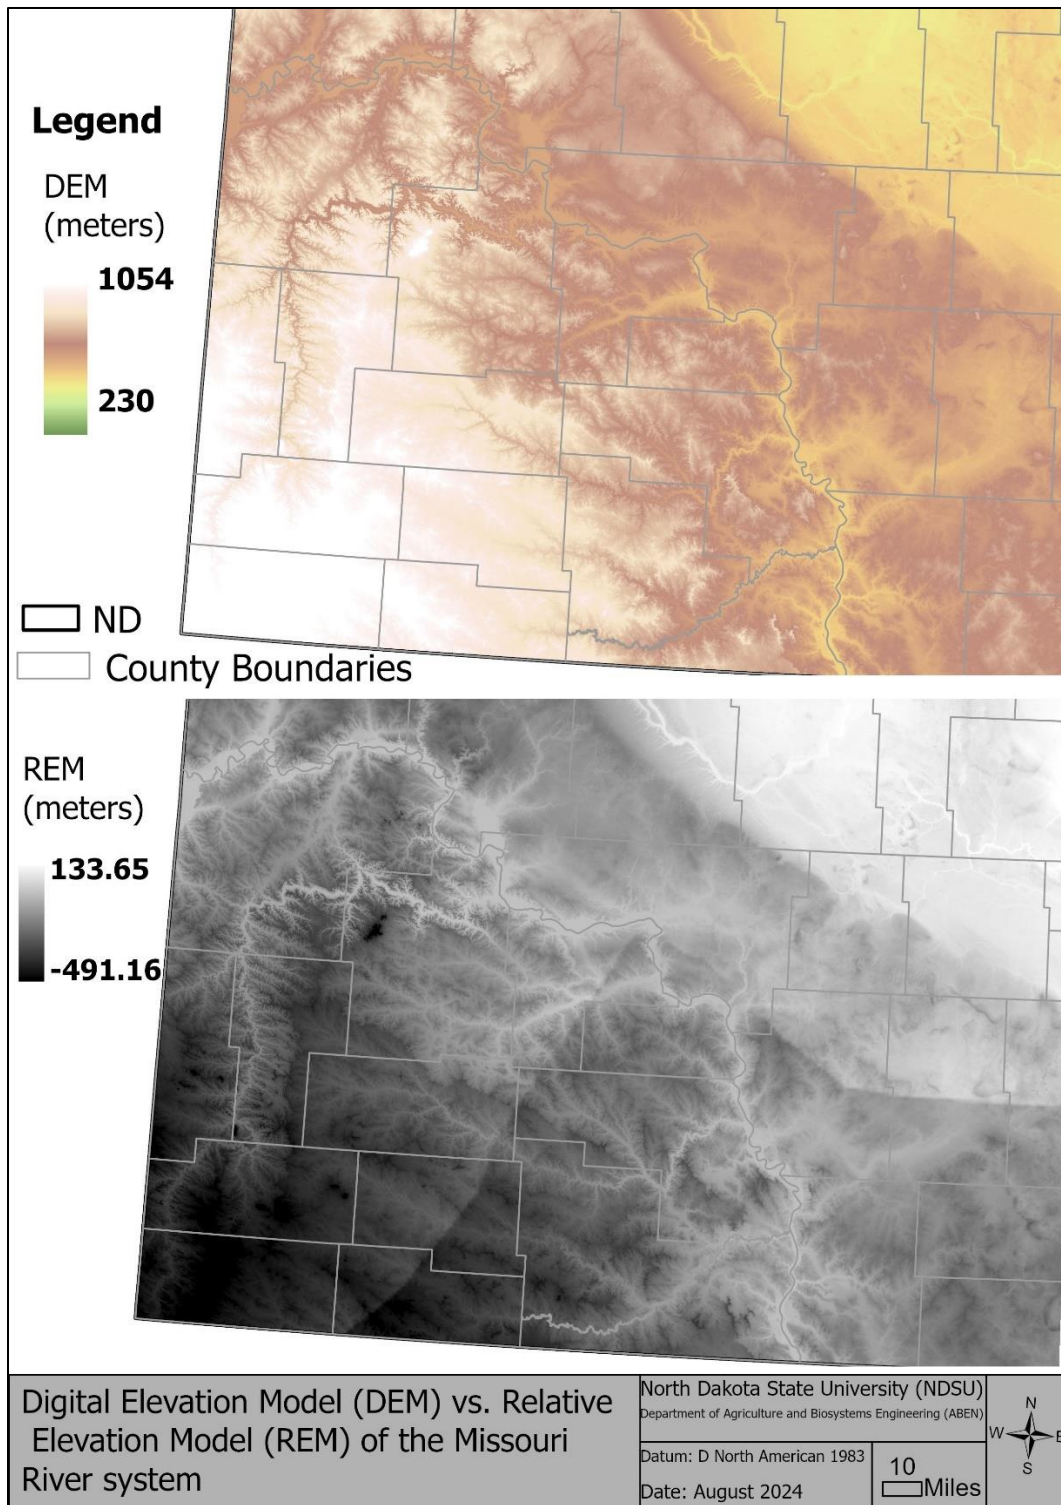 Legend
DEM
(meters)
1054
230
ND
County Boundaries
REM
(meters)
133.65
-491.16
Digital Elevation Model (DEM) vs. Relative
Elevation Model (REM) of the Missouri
River system
North Dakota State University (NDSU)
Department of Agriculture and Biosystems Engineering (ABEN)
Datum: D North American 1983
Date: August 2024
10
Miles
N
W
E
S